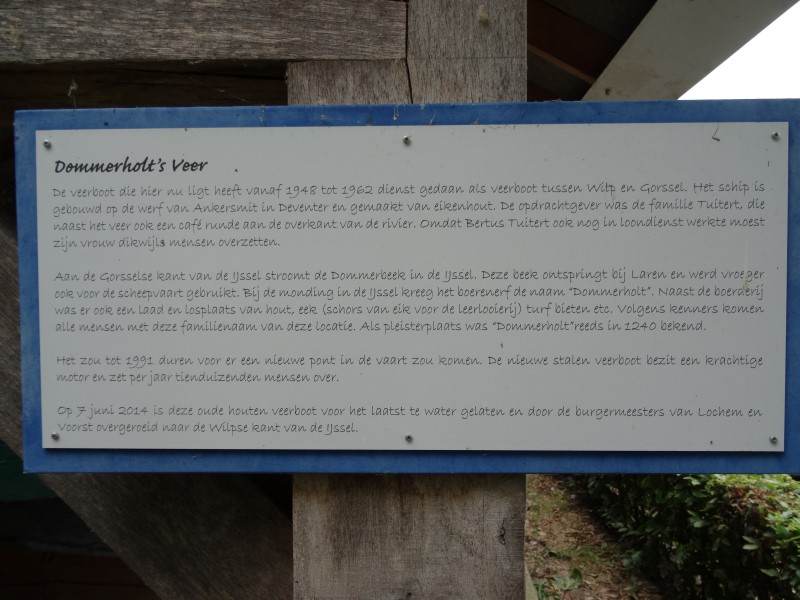 Dommerholt's Veer
De veerboot die hier nu ligt heeft vanaf 1948 tot 1962 dienst gedaan als veerboot tussen Wilp en Gorssel. Het schip is
gebouwd op de werf van Ankersmit in Deventer en gemaakt van eikenhout. De opdrachtgever was de familie Tuitert, die
naast het veer ook een café runde aan de overkant van de rivier. Omdat Bertus Tuitert ook nog in loondienst werkte moest
zijn vrouw dikwijls mensen overzetten.
Aan de Gorsselse kant van de IJssel stroomt de Dommerbeek in de IJssel. Deze beek ontspringt bij Laren en werd vroeger
ook voor de scheepvaart gebruikt. Bij de monding in de IJssel kreeg het boerenerf de naam "Dommerholt". Naast de boerderij
was er ook een laad en losplaats van hout, eek (schors van eik voor de leerlooierij) turf bieten etc. Volgens kenners komen
alle mensen met deze familienaam van deze locatie. Als pleisterplaats was "Dommerholt"reeds in 1240 bekend.
Het zou tot 1991 duren voor er een nieuwe pont in de vaart zou komen. De nieuwe stalen veerboot bezit een krachtige
motor en zet per jaar tienduizenden mensen over.
Op 7 juni 2014 is deze oude houten veerboot voor het laatst te water gelaten en door de burgermeesters van Lochem en
Voorst overgeroeid naar de Wilpse kant van de IJssel.